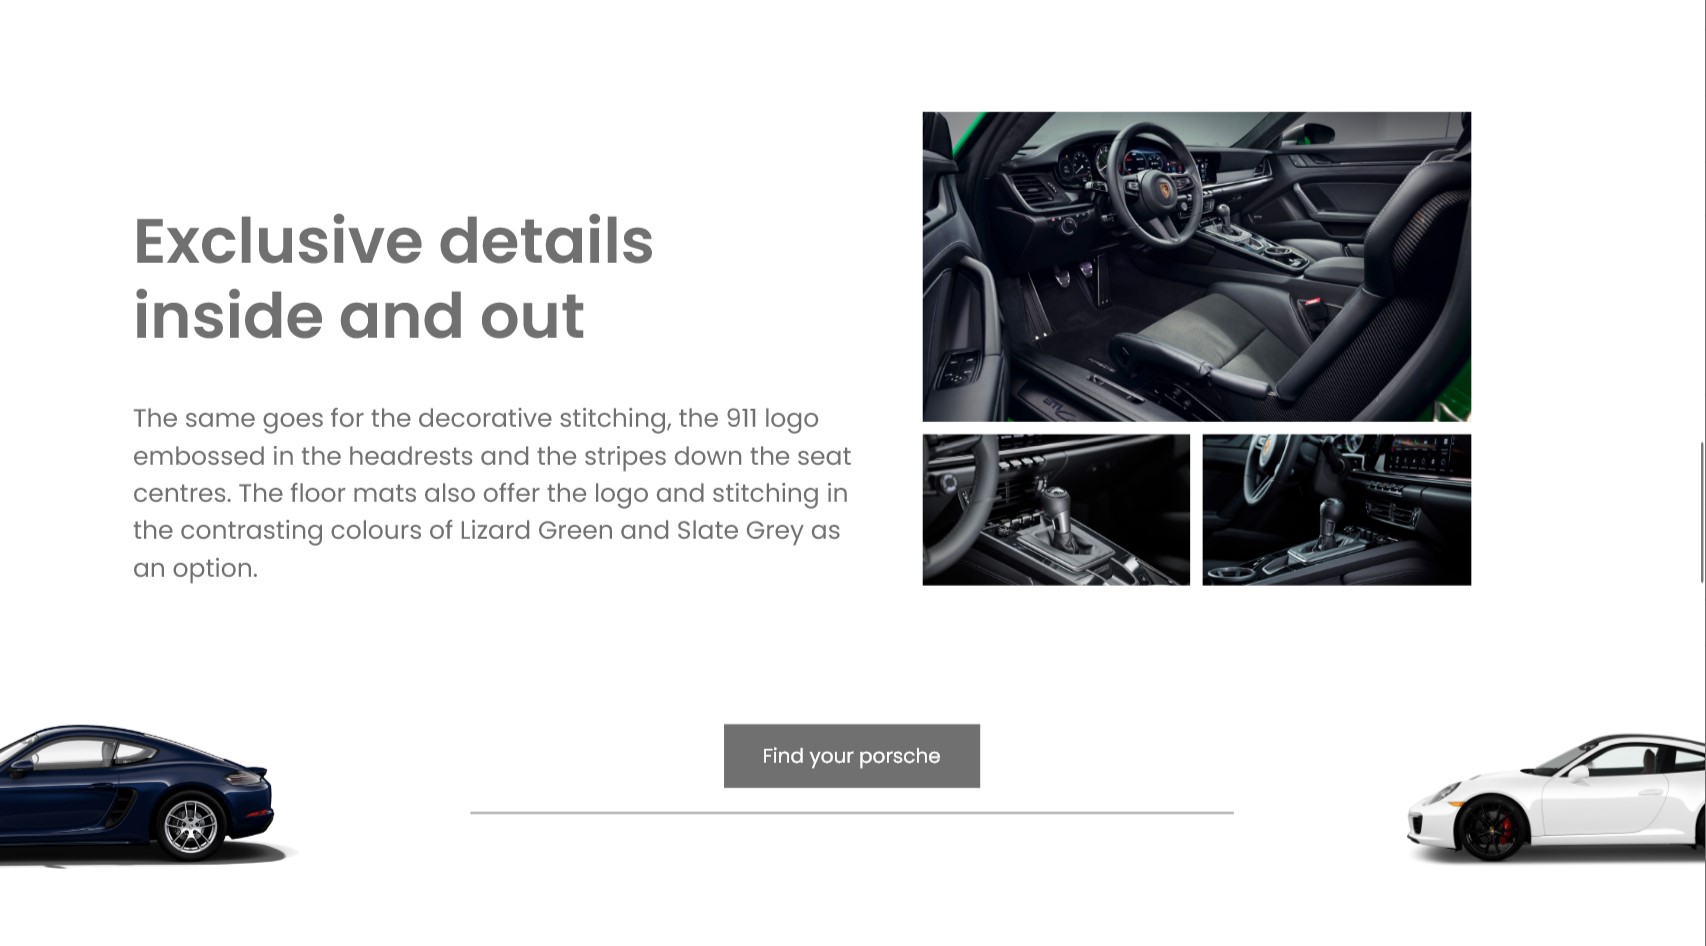 Exclusive details
inside and out
The same goes for the decorative stitching, the 911 logo
embossed in the headrests and the stripes down the seat
centres. The floor mats also offer the logo and stitching in
the contrasting colours of Lizard Green and Slate Grey as
an option.
Find your porsche